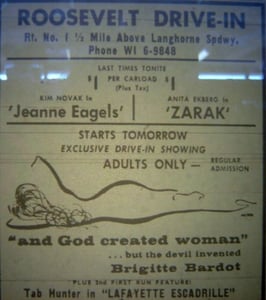 ROOSEVELT DRIVE-IN
Rt. No. 1 1/2 Mile Above Langhorne Spdwy.
Phone WI 6-9848
LAST TIMES TONITE
$1 PER CARLOAD $1
(Plus Tax)
KIM NOVAK in
'Jeanne Eagels'
ANITA EKBERG in
'ZARAK'
STARTS TOMORROW
EXCLUSIVE DRIVE-IN SHOWING
ADULTS ONLY — REGULAR ADMISSION
"and God created woman"
...but the devil invented
Brigitte Bardot
PLUS 2nd FIRST RUN FEATURE!
Tab Hunter in "LAFAYETTE ESCADRILLE"